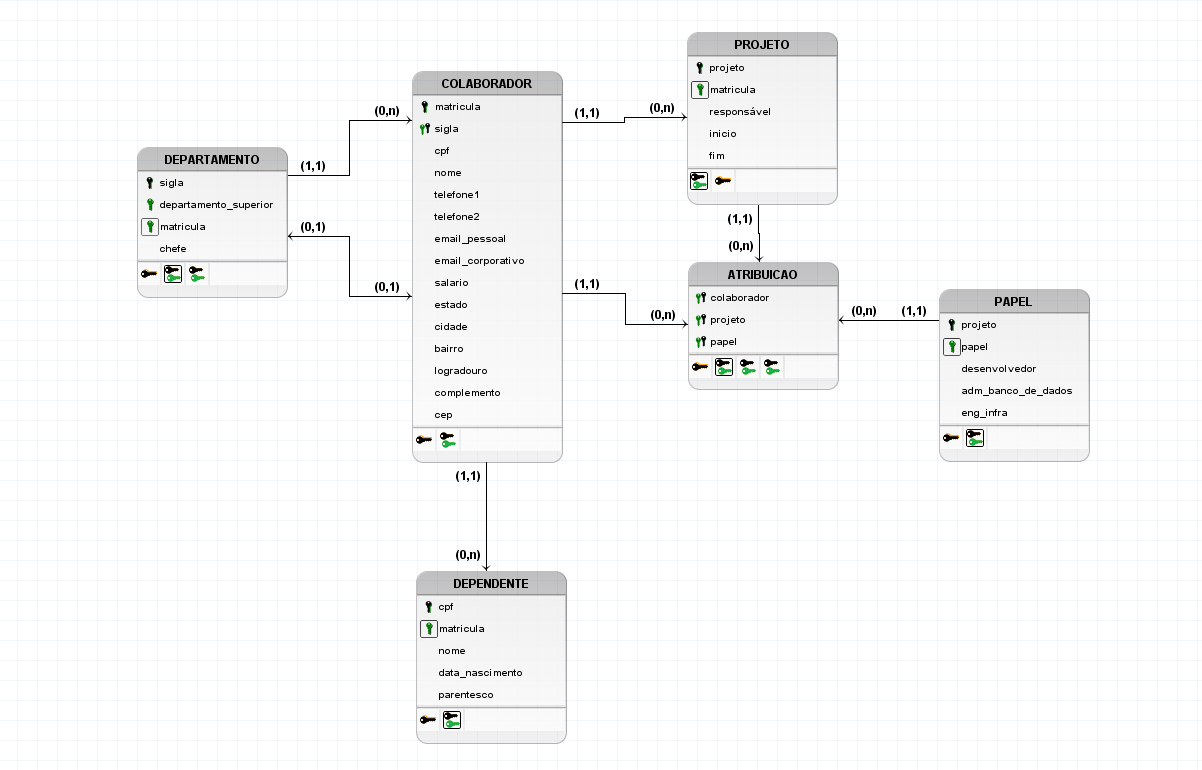 PROJETO
projeto
matricula
responsável
inicio
fim
COLABORADOR
matricula
sigla
cpf
nome
telefone1
telefone2
email_pessoal
email_corporativo
salario
estado
cidade
bairro
logradouro
complemento
cep
(0,n)
(1,1)
(0,n)
DEPARTAMENTO
sigla
departamento_superior
matricula
chefe
(1,1)
(0,1)
(0,1)
(1,1)
(0,n)
(1,1)
(0,n)
ATRIBUICAO
colaborador
projeto
papel
(0,n)
(1,1)
PAPEL
projeto
papel
desenvolvedor
adm_banco_de_dados
eng_infra
(1,1)
(0,n)
DEPENDENTE
cpf
matricula
nome
data_nascimento
parentesco